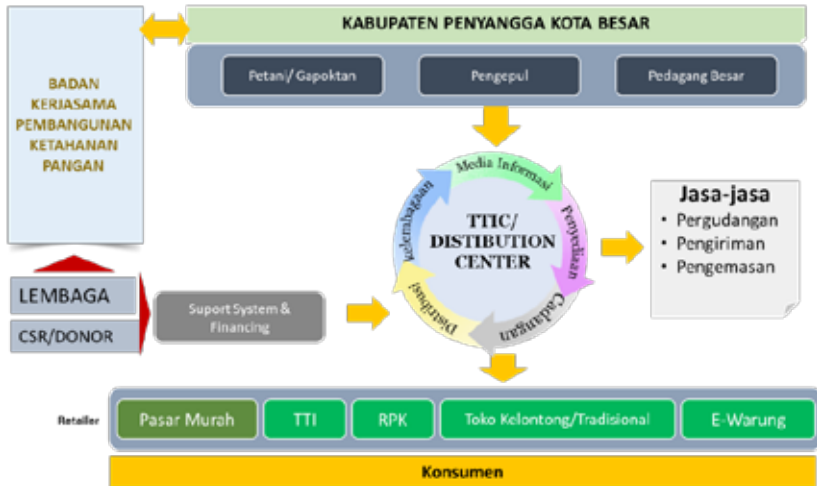 KABUPATEN PENYANGGA KOTA BESAR
Petani/ Gapoktan
Pengepul
Pedagang Besar
BADAN
KERJASAMA
PEMBANGUNAN
KETAHANAN
PANGAN
Media Informasi
Penyediaan
Cadangan
Distribusi
Kelembagaan
TTIC/
DISTIBUTION
CENTER
Jasa-jasa
• Pergudangan
• Pengiriman
• Pengemasan
LEMBAGA
CSR/DONOR
Suport System &
Financing
Retailler
Pasar Murah
TTI
RPK
Toko Kelontong/Tradisional
E-Warung
Konsumen